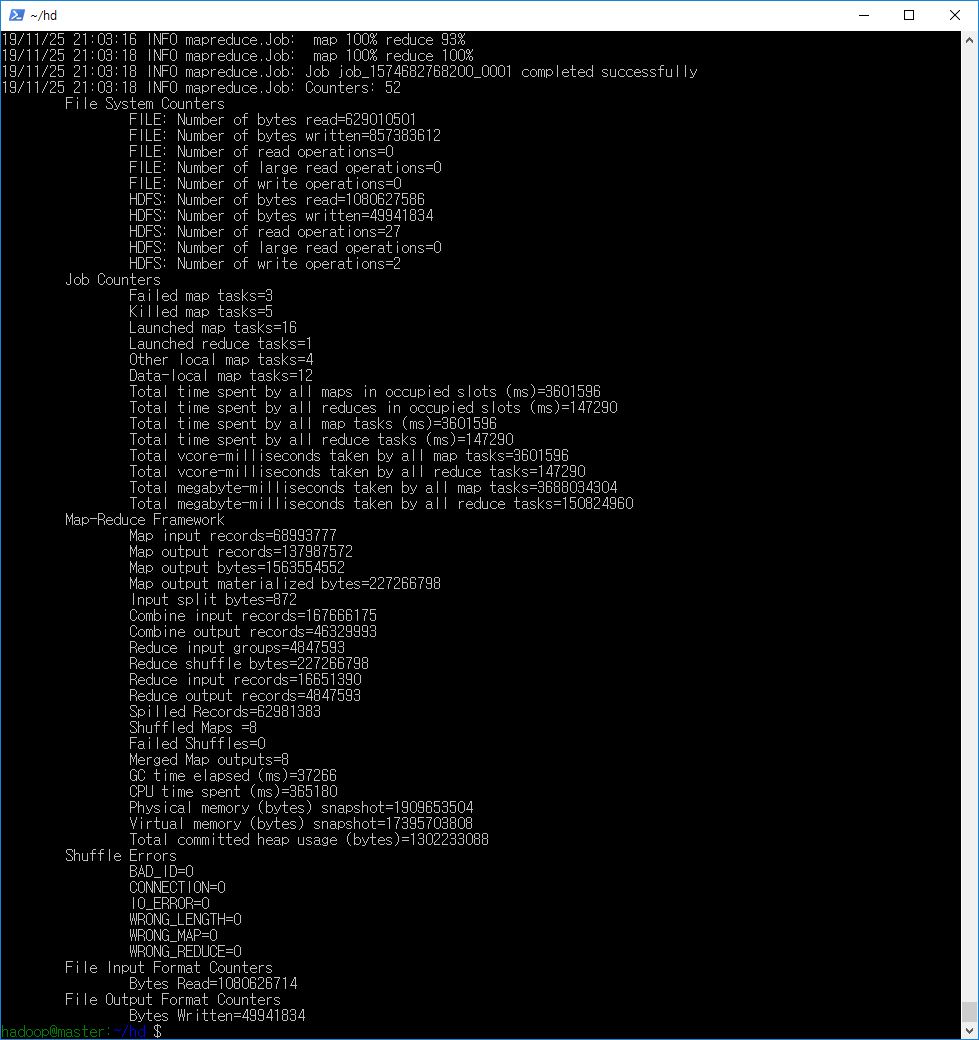 ~/hd
19/11/25 21:03:16 INFO mapreduce.Job:  map 100% reduce 93%
19/11/25 21:03:18 INFO mapreduce.Job:  map 100% reduce 100%
19/11/25 21:03:18 INFO mapreduce.Job: Job job_1574682768200_0001 completed successfully
19/11/25 21:03:18 INFO mapreduce.Job: Counters: 52
File System Counters
FILE: Number of bytes read=629010501
FILE: Number of bytes written=857383612
FILE: Number of read operations=0
FILE: Number of large read operations=0
FILE: Number of write operations=0
HDFS: Number of bytes read=1080627586
HDFS: Number of bytes written=49941834
HDFS: Number of read operations=27
HDFS: Number of large read operations=0
HDFS: Number of write operations=2
Job Counters
Failed map tasks=3
Killed map tasks=5
Launched map tasks=16
Launched reduce tasks=1
Other local map tasks=4
Data-local map tasks=12
Total time spent by all maps in occupied slots (ms)=3601596
Total time spent by all reduces in occupied slots (ms)=147290
Total time spent by all map tasks (ms)=3601596
Total time spent by all reduce tasks (ms)=147290
Total vcore-milliseconds taken by all map tasks=3601596
Total vcore-milliseconds taken by all reduce tasks=147290
Total megabyte-milliseconds taken by all map tasks=3688034304
Total megabyte-milliseconds taken by all reduce tasks=150824960
Map-Reduce Framework
Map input records=68993777
Map output records=137987572
Map output bytes=1563554552
Map output materialized bytes=227266798
Input split bytes=872
Combine input records=167666175
Combine output records=46329993
Reduce input groups=4847593
Reduce shuffle bytes=227266798
Reduce input records=16651390
Reduce output records=4847593
Spilled Records=62981383
Shuffled Maps =8
Failed Shuffles=0
Merged Map outputs=8
GC time elapsed (ms)=37266
CPU time spent (ms)=365180
Physical memory (bytes) snapshot=1909653504
Virtual memory (bytes) snapshot=17395703808
Total committed heap usage (bytes)=1302233088
Shuffle Errors
BAD_ID=0
CONNECTION=0
IO_ERROR=0
WRONG_LENGTH=0
WRONG_MAP=0
WRONG_REDUCE=0
File Input Format Counters
Bytes Read=1080626714
File Output Format Counters
Bytes Written=49941834
hadoop@master:~/hd $